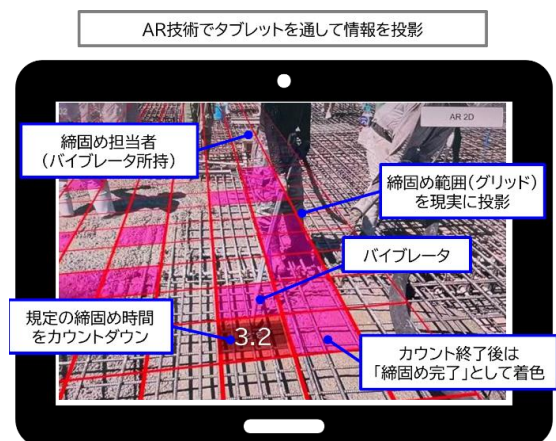 AR技術でタブレットを通して情報を投影
AR 2D
締固め担当者
(バイブレータ所持)
締固め範囲(グリッド)
を現実に投影
バイブレータ
規定の締固め時間
をカウントダウン
3.2
カウント終了後は
「締固め完了」として着色